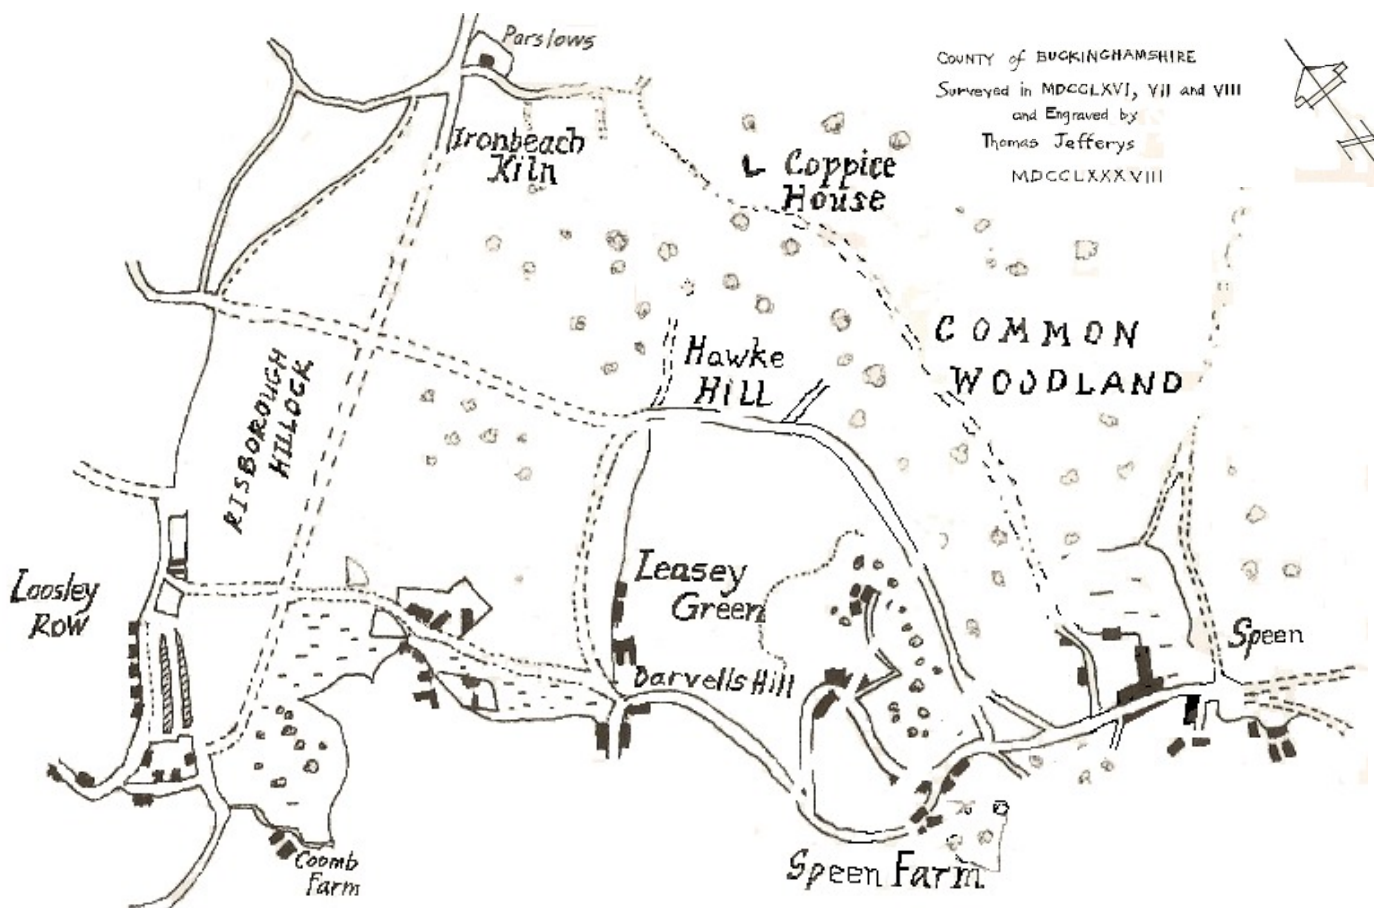 Parslows
COUNTY of BUCKINGHAMSHIRE
Surveyed in MDCCLXVI, VII and VIII
and Engraved by
Thomas Jefferys
MDCCLXXXVIII
Ironbeach
Kiln
Coppice
House
COMMON
WOODLAND
Hawke
HILL
RISBOROUGH
HILLOCK
Loosley
ROW
Leasey
Green
Speen
Darvells Hill
Coomb
Farm
Speen Farm